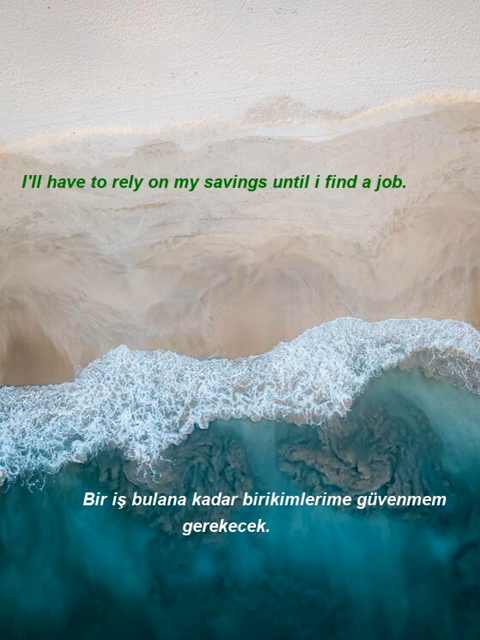 I'll have to rely on my savings until i find a job.
Bir iş bulana kadar birikimlerime güvenmem
gerekecek.